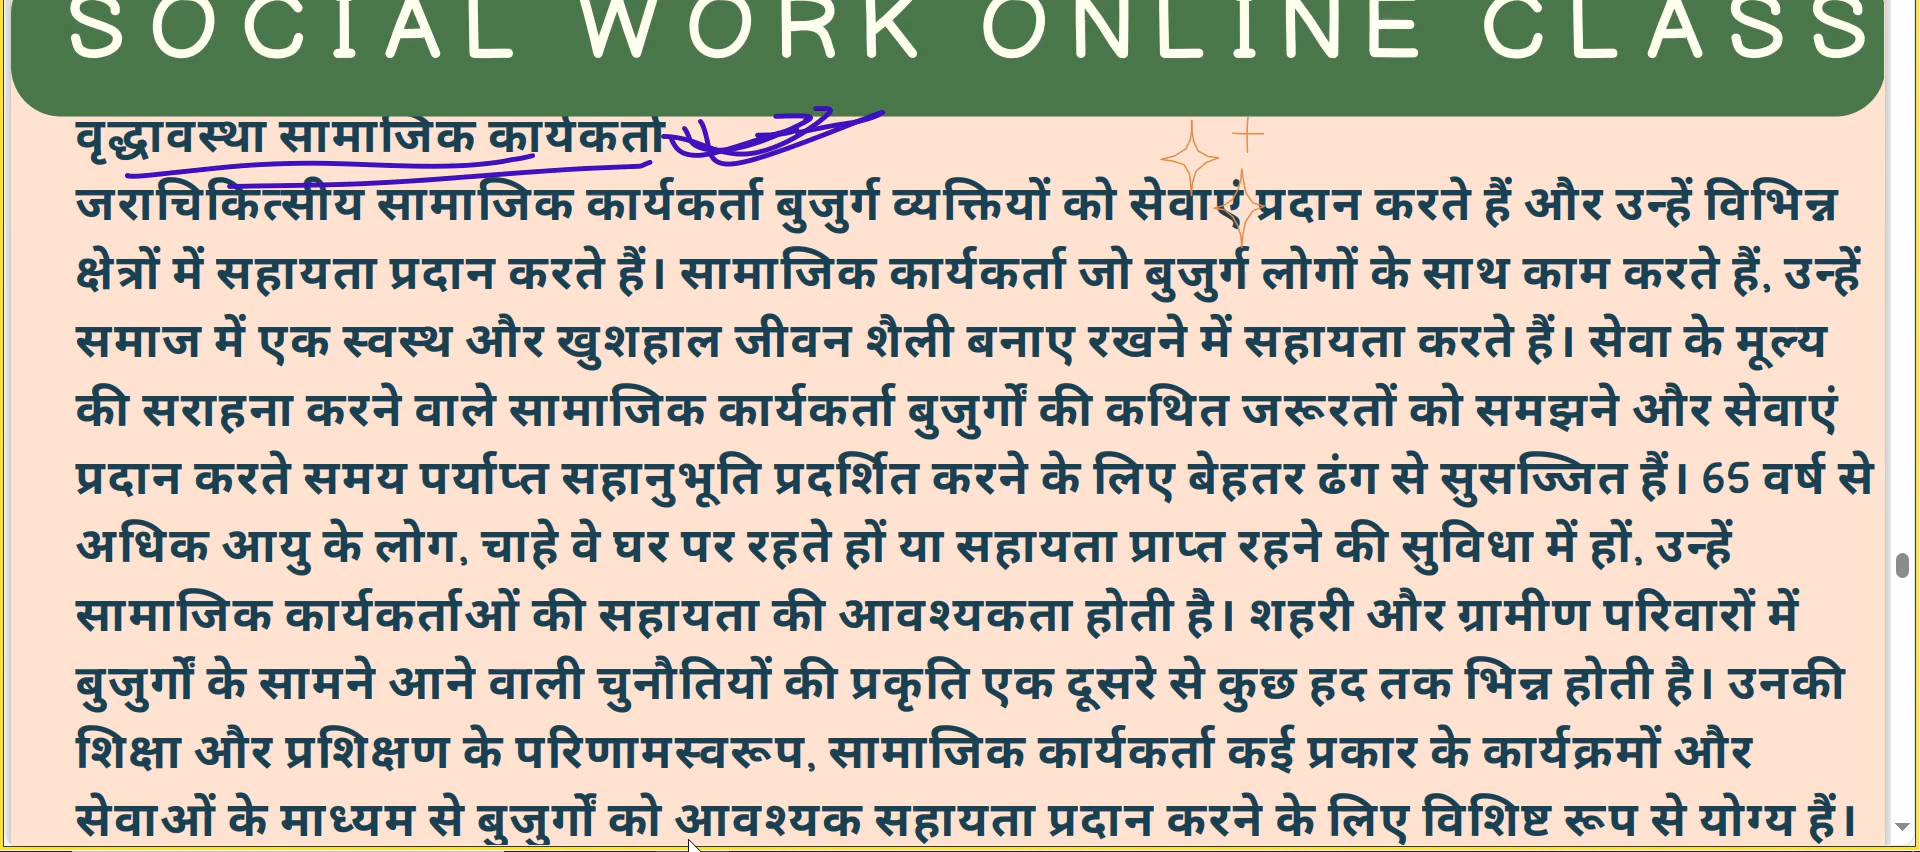 SOCIAL WORK ONLINE CLASS
वृद्धावस्था सामाजिक कार्यकर्ता
जराचिकित्सीय सामाजिक कार्यकर्ता बुजुर्ग व्यक्तियों को सेवाएं प्रदान करते हैं और उन्हें विभिन्न
क्षेत्रों में सहायता प्रदान करते हैं। सामाजिक कार्यकर्ता जो बुजुर्ग लोगों के साथ काम करते हैं, उन्हें
समाज में एक स्वस्थ और खुशहाल जीवन शैली बनाए रखने में सहायता करते हैं। सेवा के मूल्य
की सराहना करने वाले सामाजिक कार्यकर्ता बुजुर्गों की कथित जरूरतों को समझने और सेवाएं
प्रदान करते समय पर्याप्त सहानुभूति प्रदर्शित करने के लिए बेहतर ढंग से सुसज्जित हैं। 65 वर्ष से
अधिक आयु के लोग, चाहे वे घर पर रहते हों या सहायता प्राप्त रहने की सुविधा में हों, उन्हें
सामाजिक कार्यकर्ताओं की सहायता की आवश्यकता होती है। शहरी और ग्रामीण परिवारों में
बुजुर्गों के सामने आने वाली चुनौतियों की प्रकृति एक दूसरे से कुछ हद तक भिन्न होती है। उनकी
शिक्षा और प्रशिक्षण के परिणामस्वरूप, सामाजिक कार्यकर्ता कई प्रकार के कार्यक्रमों और
सेवाओं के माध्यम से बुजुर्गों को आवश्यक सहायता प्रदान करने के लिए विशिष्ट रूप से योग्य हैं।